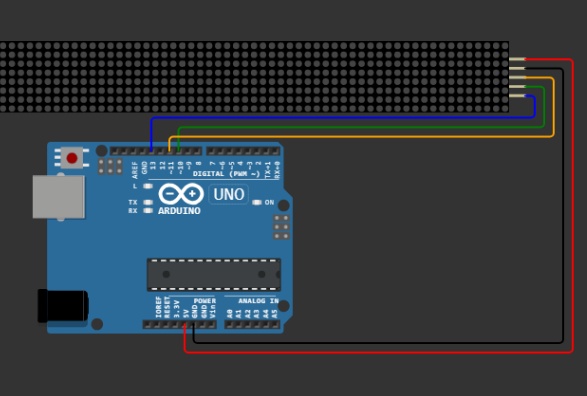 AREF
GND
13
12
~11
~10
~9
8
7
~6
~5
4
~3
2
TX→1
RX←0
DIGITAL (PWM ~)
L
TX
RX
UNO
ON
ARDUINO
IOREF
RESET
3.3V
5V
GND
GND
Vin
POWER
ANALOG IN
A0
A1
A2
A3
A4
A5